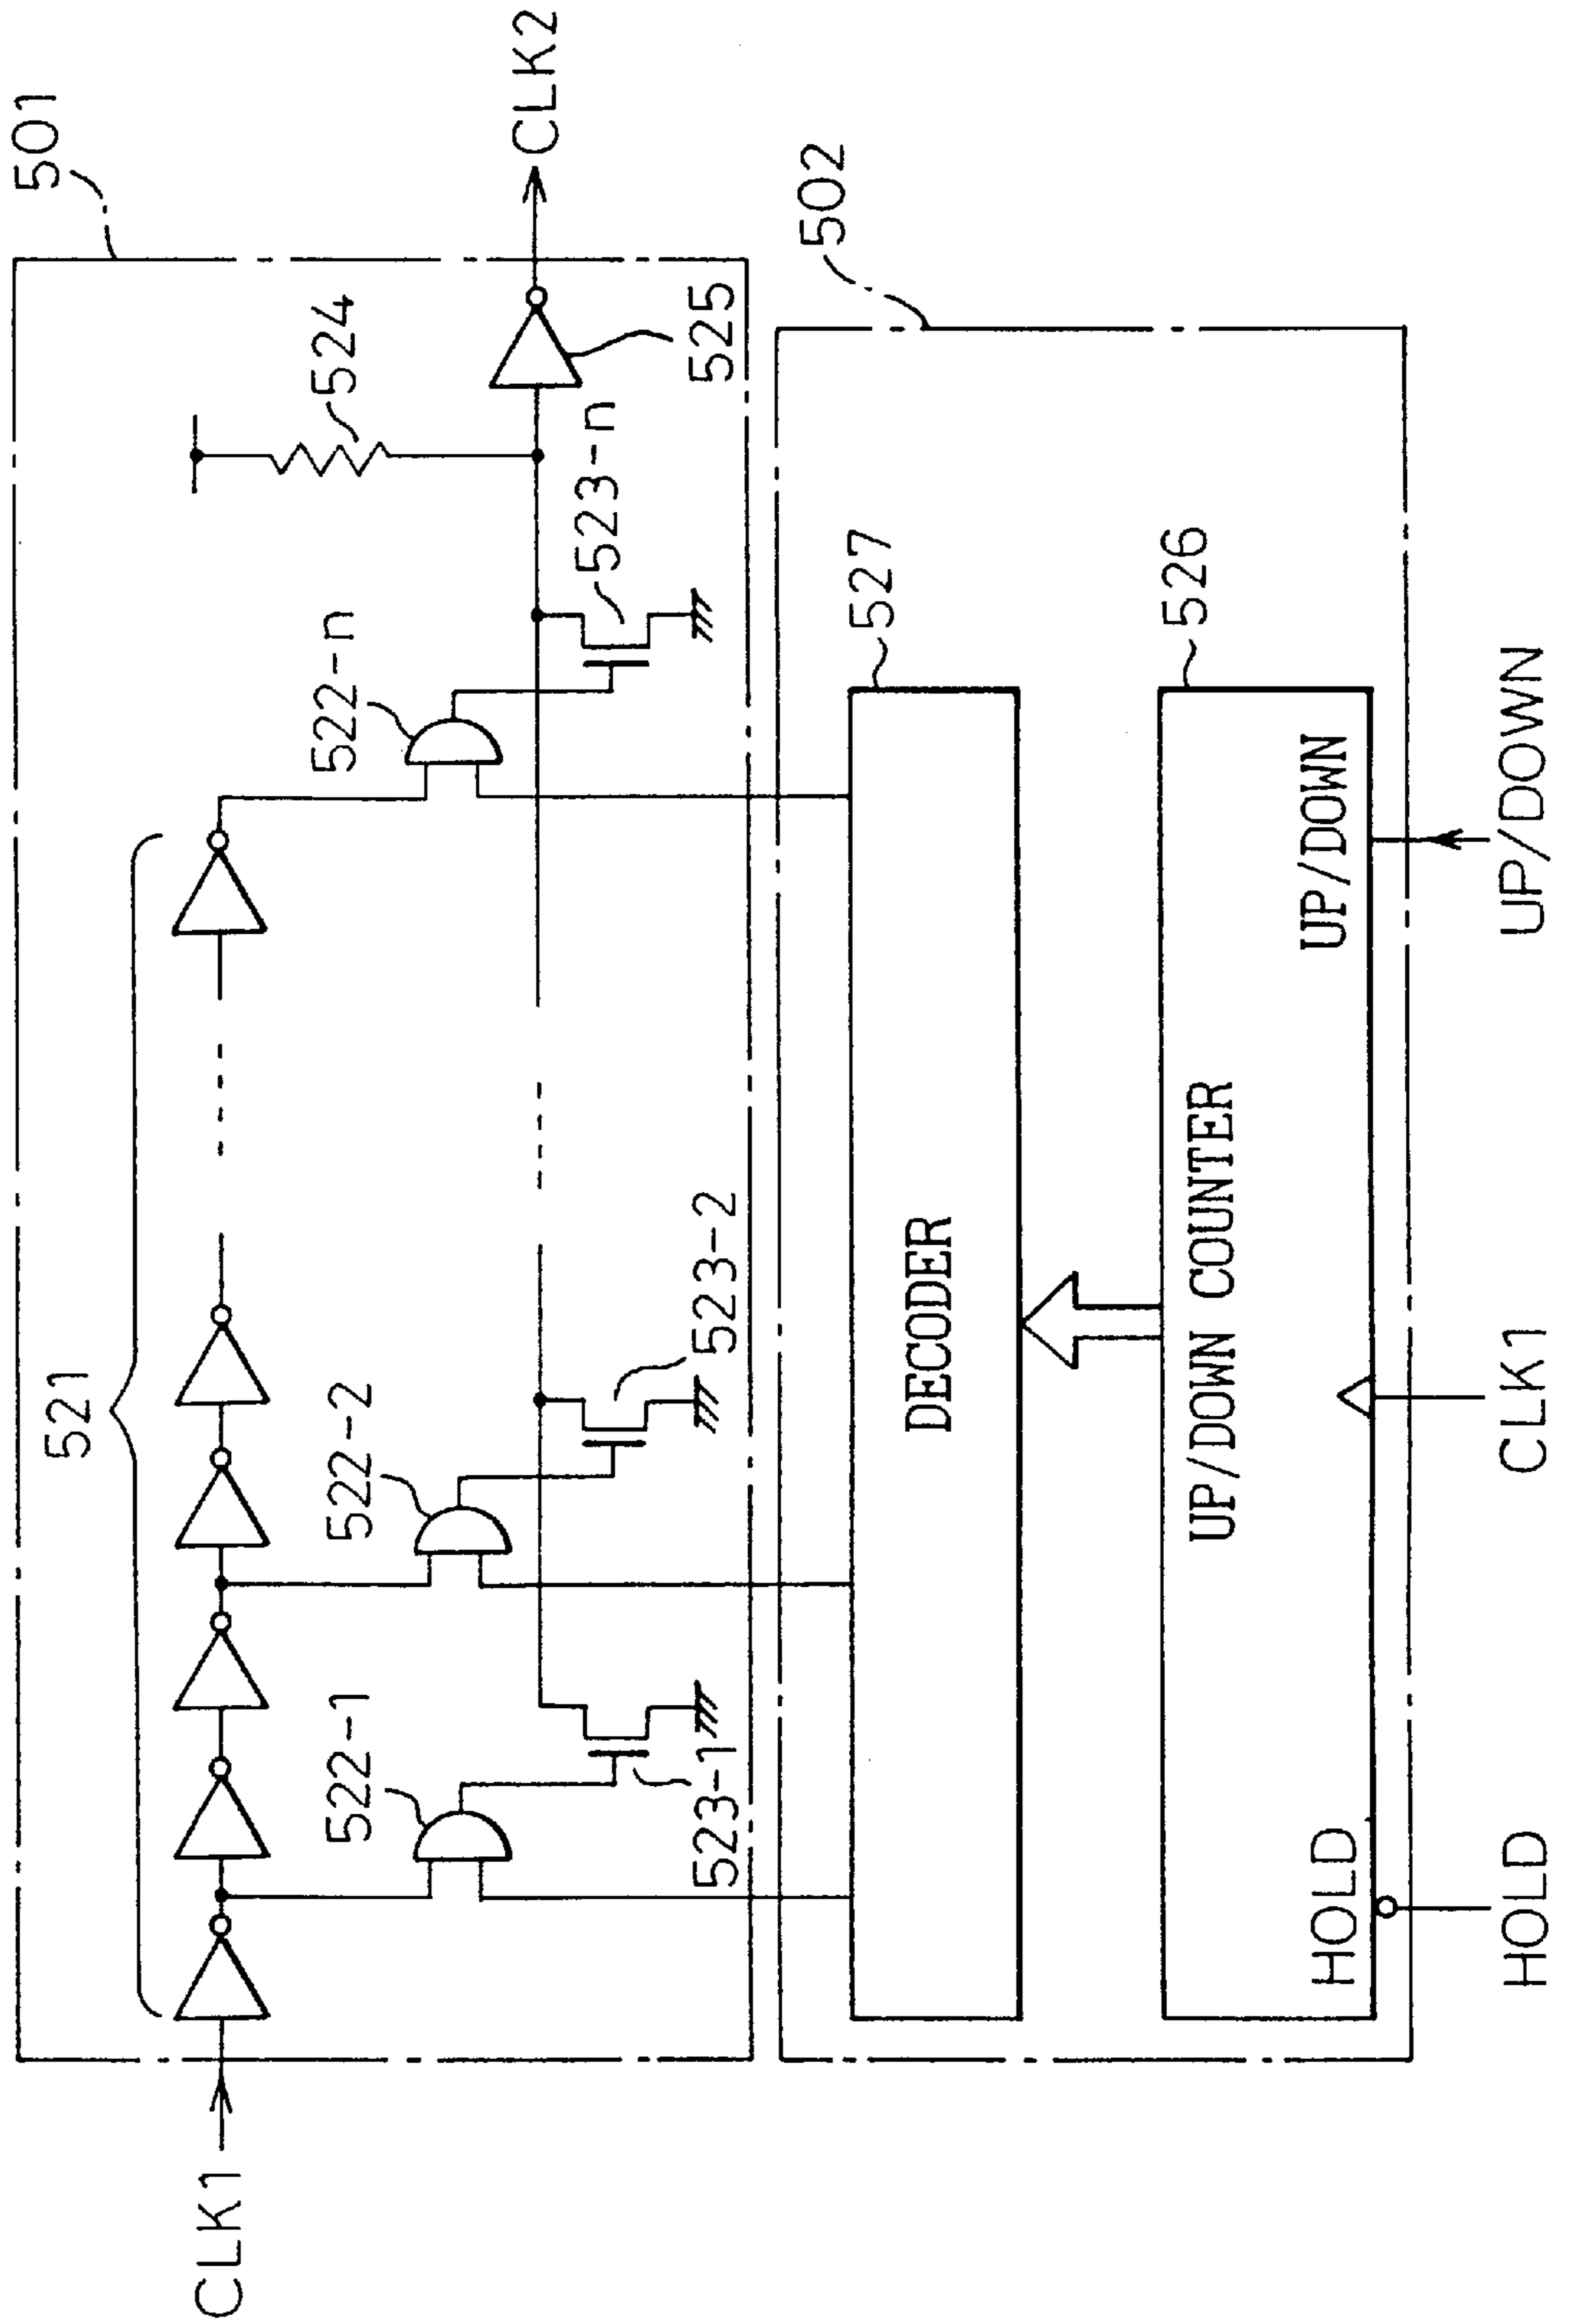 501
521
524
CLK1
522-1
522-2
522-n
523-1
523-2
523-n
525
CLK2
502
527
DECODER
526
UP/DOWN COUNTER
HOLD
UP/DOWN
HOLD
CLK1
UP/DOWN